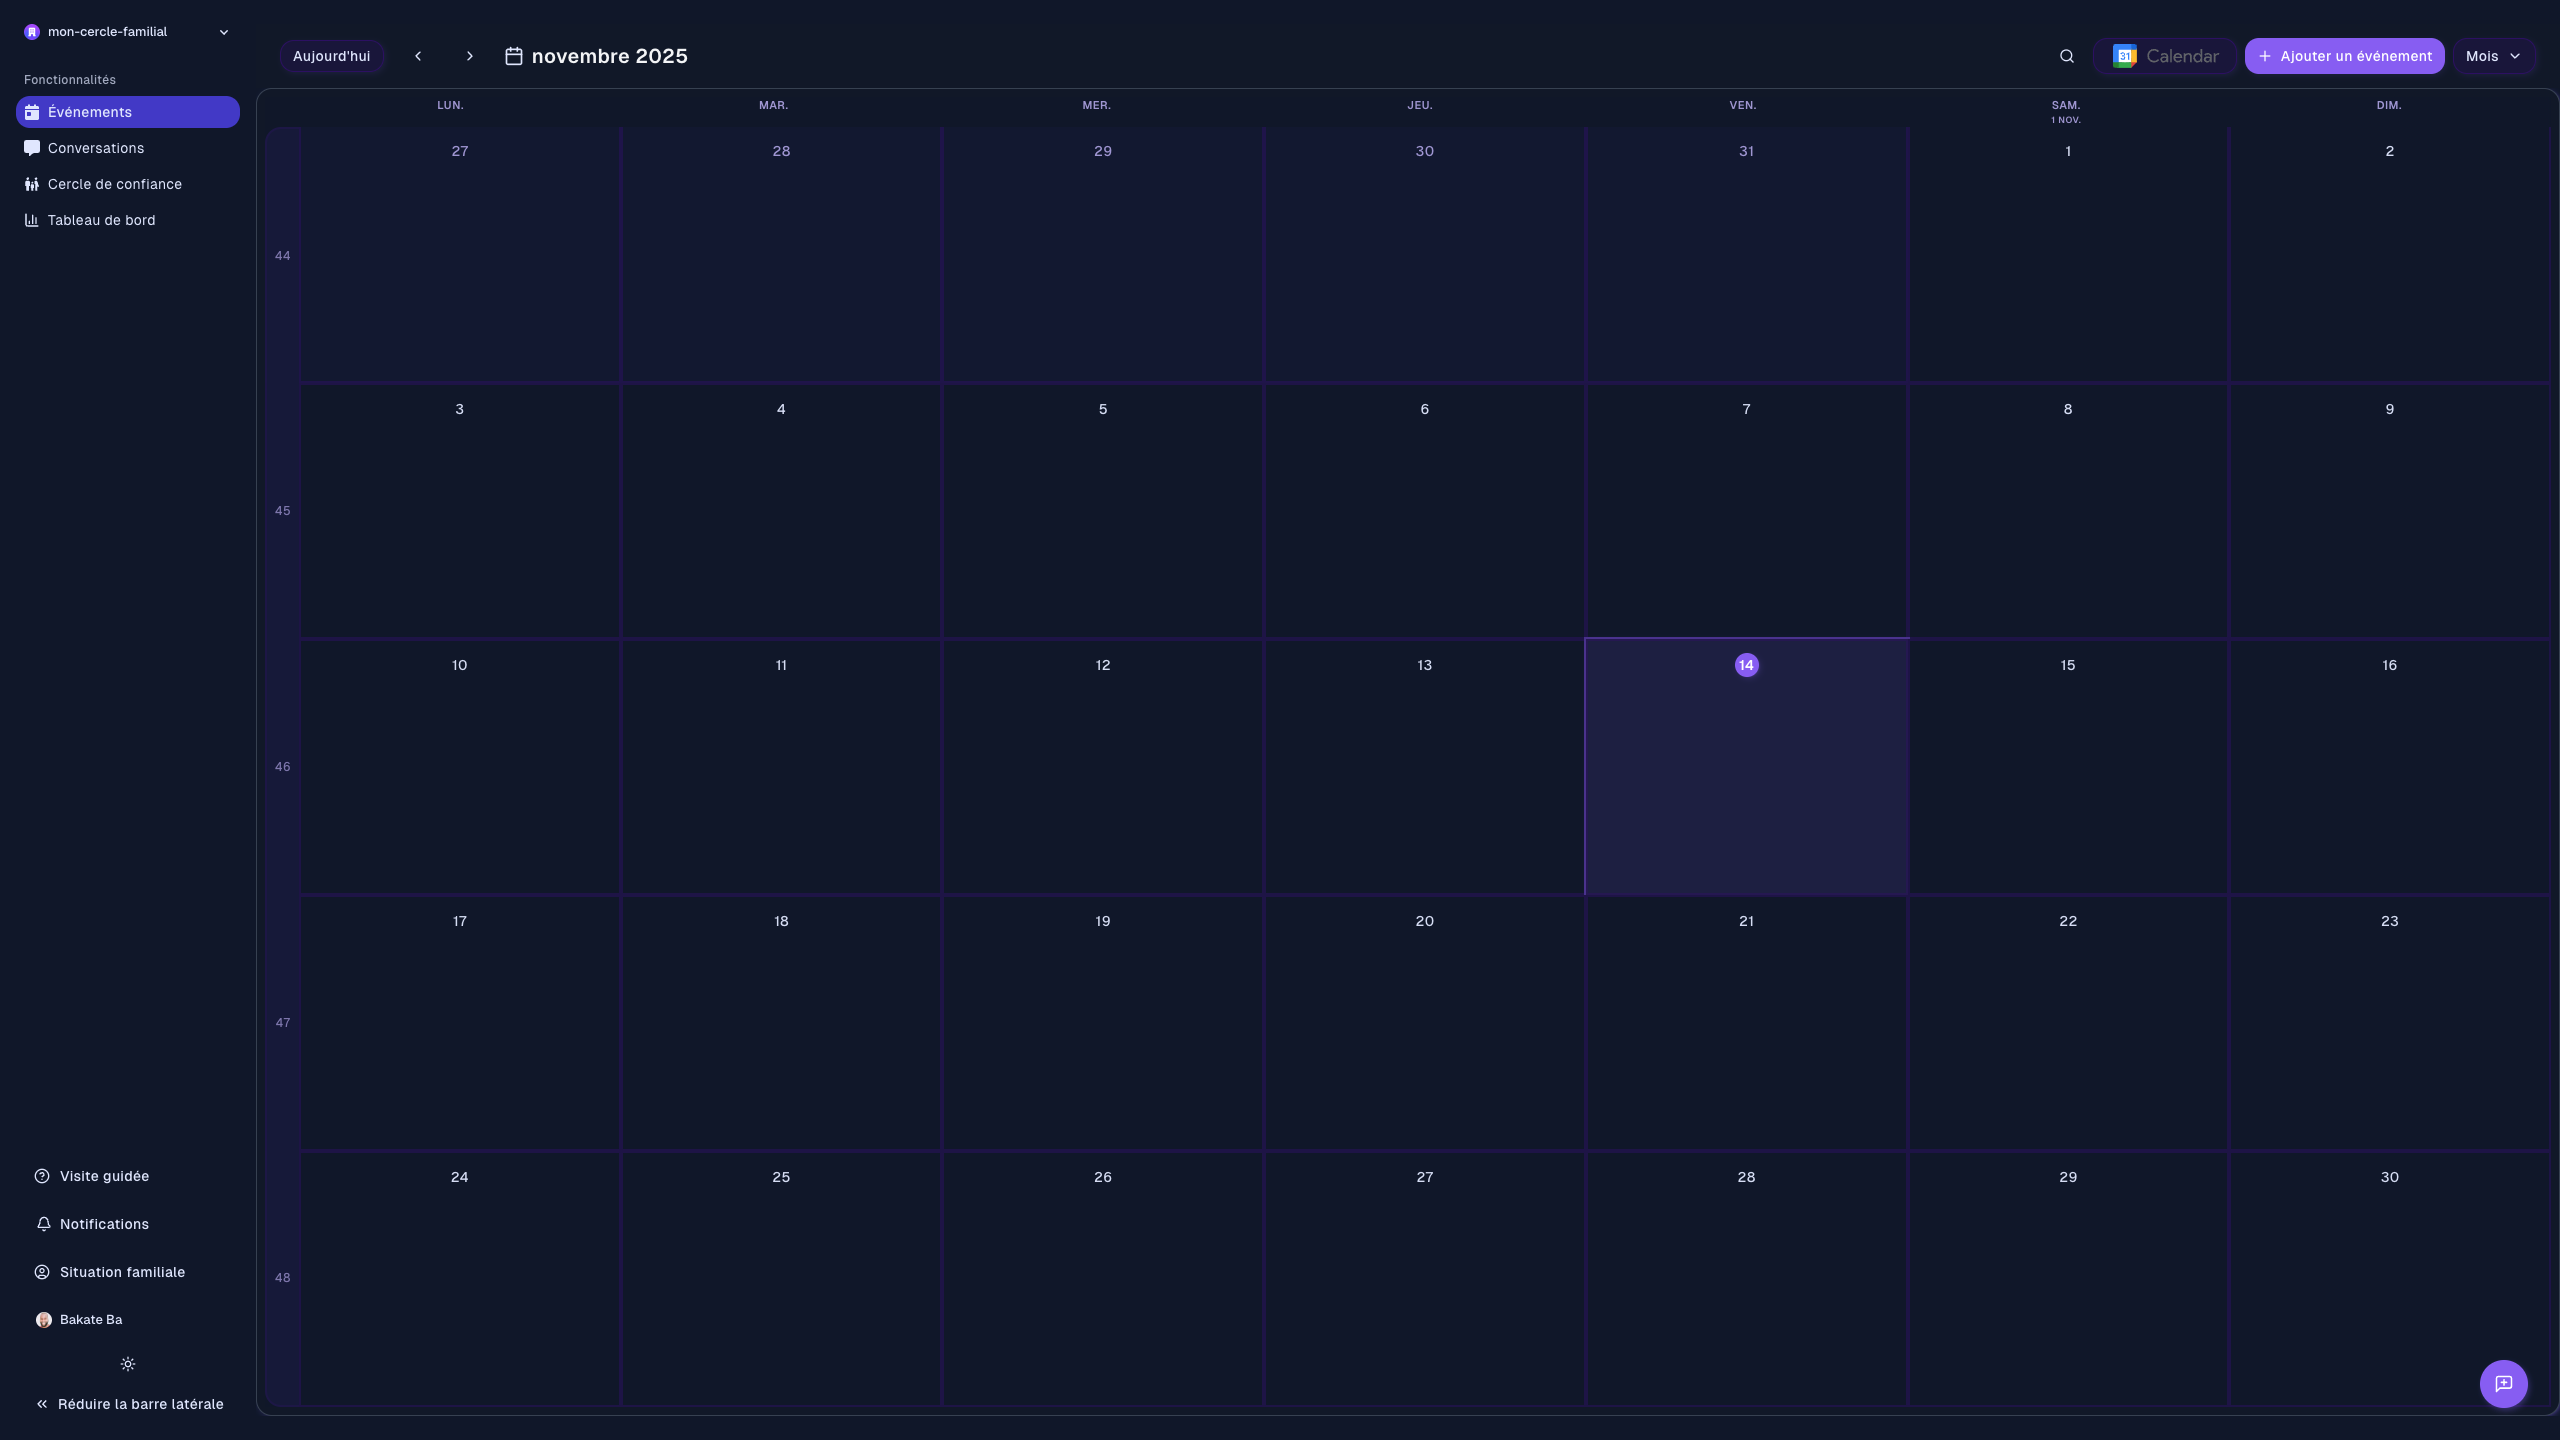 mon-cercle-familial
Fonctionnalités
Événements
Conversations
Cercle de confiance
Tableau de bord
Visite guidée
Notifications
Situation familiale
Bakate Ba
Réduire la barre latérale
Aujourd'hui
novembre 2025
31 Calendar
Ajouter un événement
Mois
LUN. MAR. MER. JEU. VEN. SAM. DIM.
1 NOV.
27 28 29 30 31 1 2
44
3 4 5 6 7 8 9
45
10 11 12 13 14 15 16
46
17 18 19 20 21 22 23
47
24 25 26 27 28 29 30
48